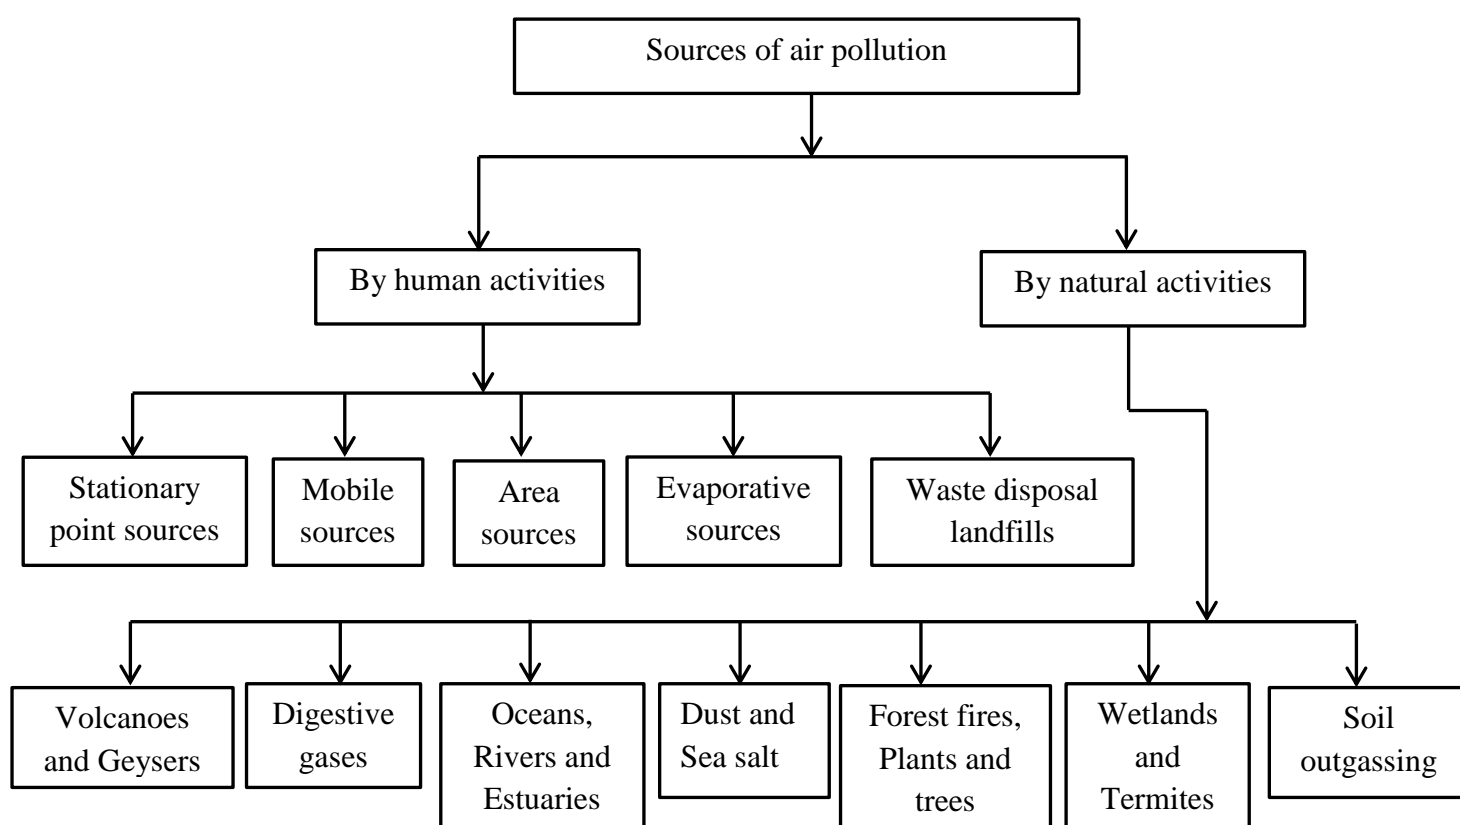 Sources of air pollution
By human activities
By natural activities
Stationary
point sources
Mobile
sources
Area
sources
Evaporative
sources
Waste disposal
landfills
Volcanoes
and Geysers
Digestive
gases
Oceans,
Rivers and
Estuaries
Dust and
Sea salt
Forest fires,
Plants and
trees
Wetlands
and
Termites
Soil
outgassing